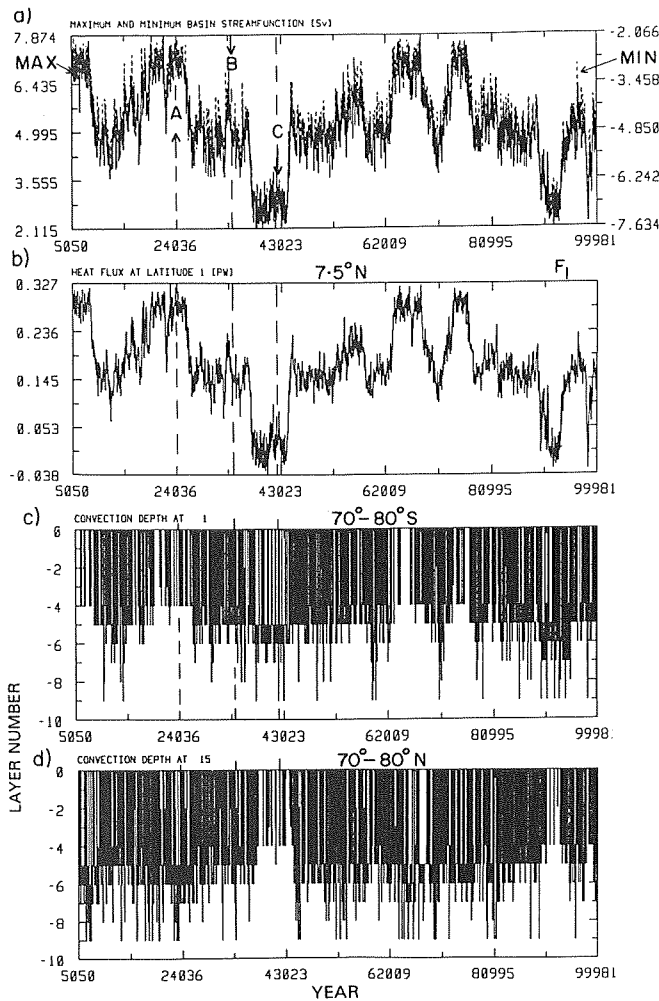 a) MAXIMUM AND MINIMUM BASIN STREAMFUNCTION [Sv]
7.874
6.435
4.995
3.555
2.115
-2.066
-3.458
-4.850
-6.242
-7.634
MAX
B
MIN
A
C
5050 24036 43023 62009 80995 99981
b) HEAT FLUX AT LATITUDE 1 [PW] 7.5°N F1
0.327
0.236
0.145
0.053
-0.038
5050 24036 43023 62009 80995 99981
c) CONVECTION DEPTH AT 1 70°-80°S
0
-2
-4
-6
-8
-10
5050 24036 43023 62009 80995 99981
LAYER NUMBER
d) CONVECTION DEPTH AT 15 70°-80°N
0
-2
-4
-6
-8
-10
5050 24036 43023 62009 80995 99981
YEAR